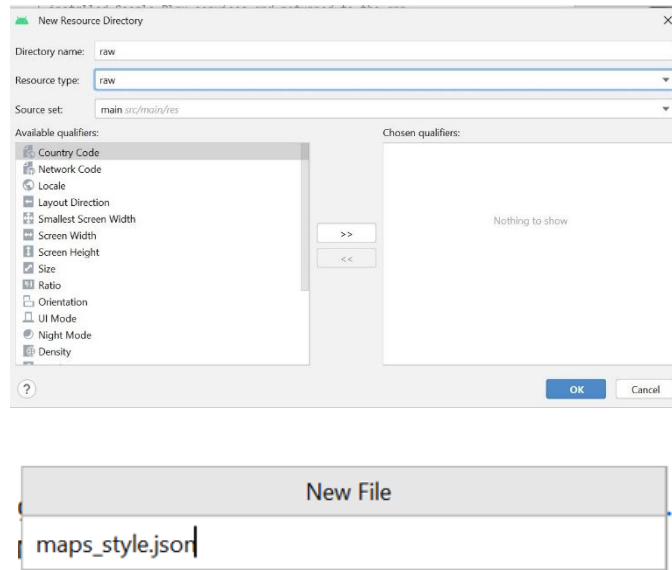 New Resource Directory
Directory name: raw
Resource type: raw
Source set: main src/main/res
Available qualifiers:
Chosen qualifiers:
Country Code
Network Code
Locale
Layout Direction
Smallest Screen Width
Screen Width
Screen Height
Size
Ratio
Orientation
UI Mode
Night Mode
Density
>>
<<
Nothing to show
?
OK
Cancel
New File
maps_style.json